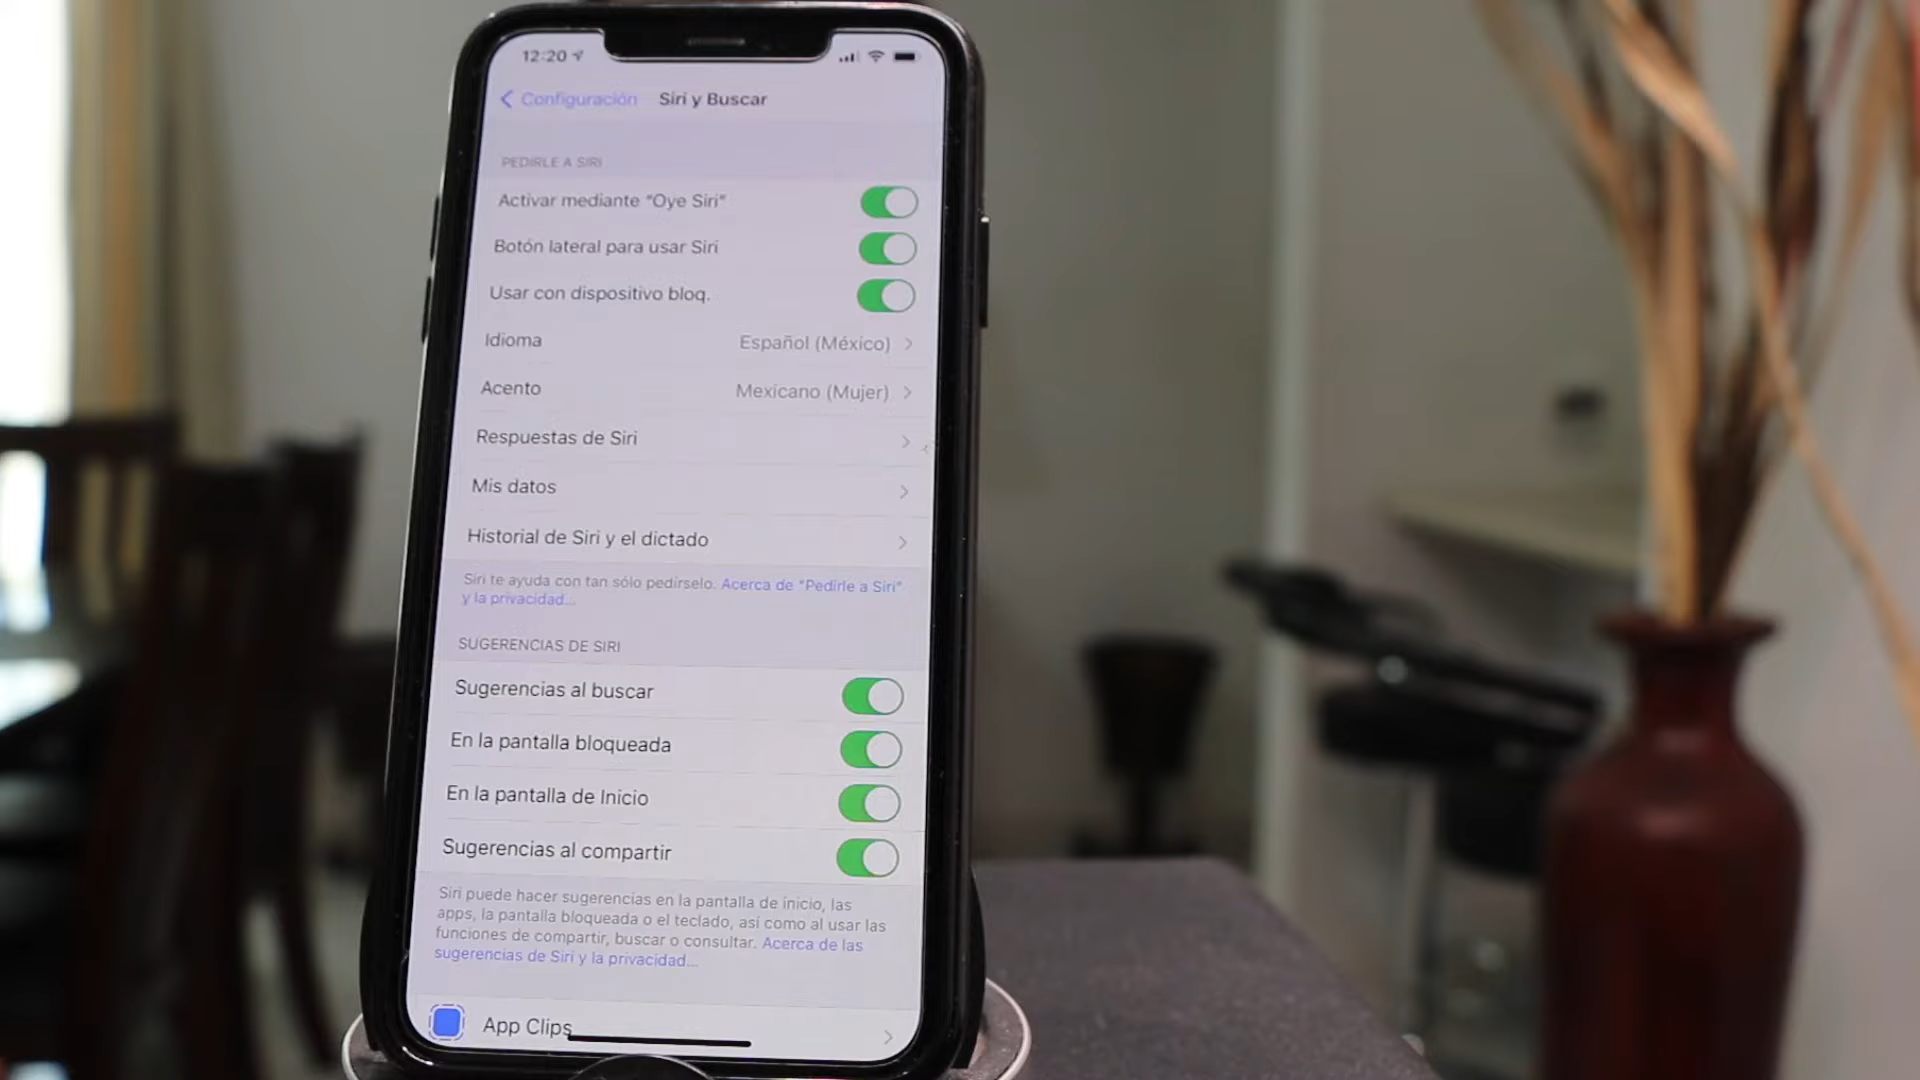 12:20
Configuración Siri y Buscar
PEDIRLE A SIRI
Activar mediante "Oye Siri"
Botón lateral para usar Siri
Usar con dispositivo bloq.
Idioma Español (México)
Acento Mexicano (Mujer)
Respuestas de Siri
Mis datos
Historial de Siri y el dictado
Siri te ayuda con tan sólo pedírselo. Acerca de "Pedirle a Siri"
y la privacidad...
SUGERENCIAS DE SIRI
Sugerencias al buscar
En la pantalla bloqueada
En la pantalla de Inicio
Sugerencias al compartir
Siri puede hacer sugerencias en la pantalla de inicio, las
apps, la pantalla bloqueada o el teclado, así como al usar las
funciones de compartir, buscar o consultar. Acerca de las
sugerencias de Siri y la privacidad...
App Clips